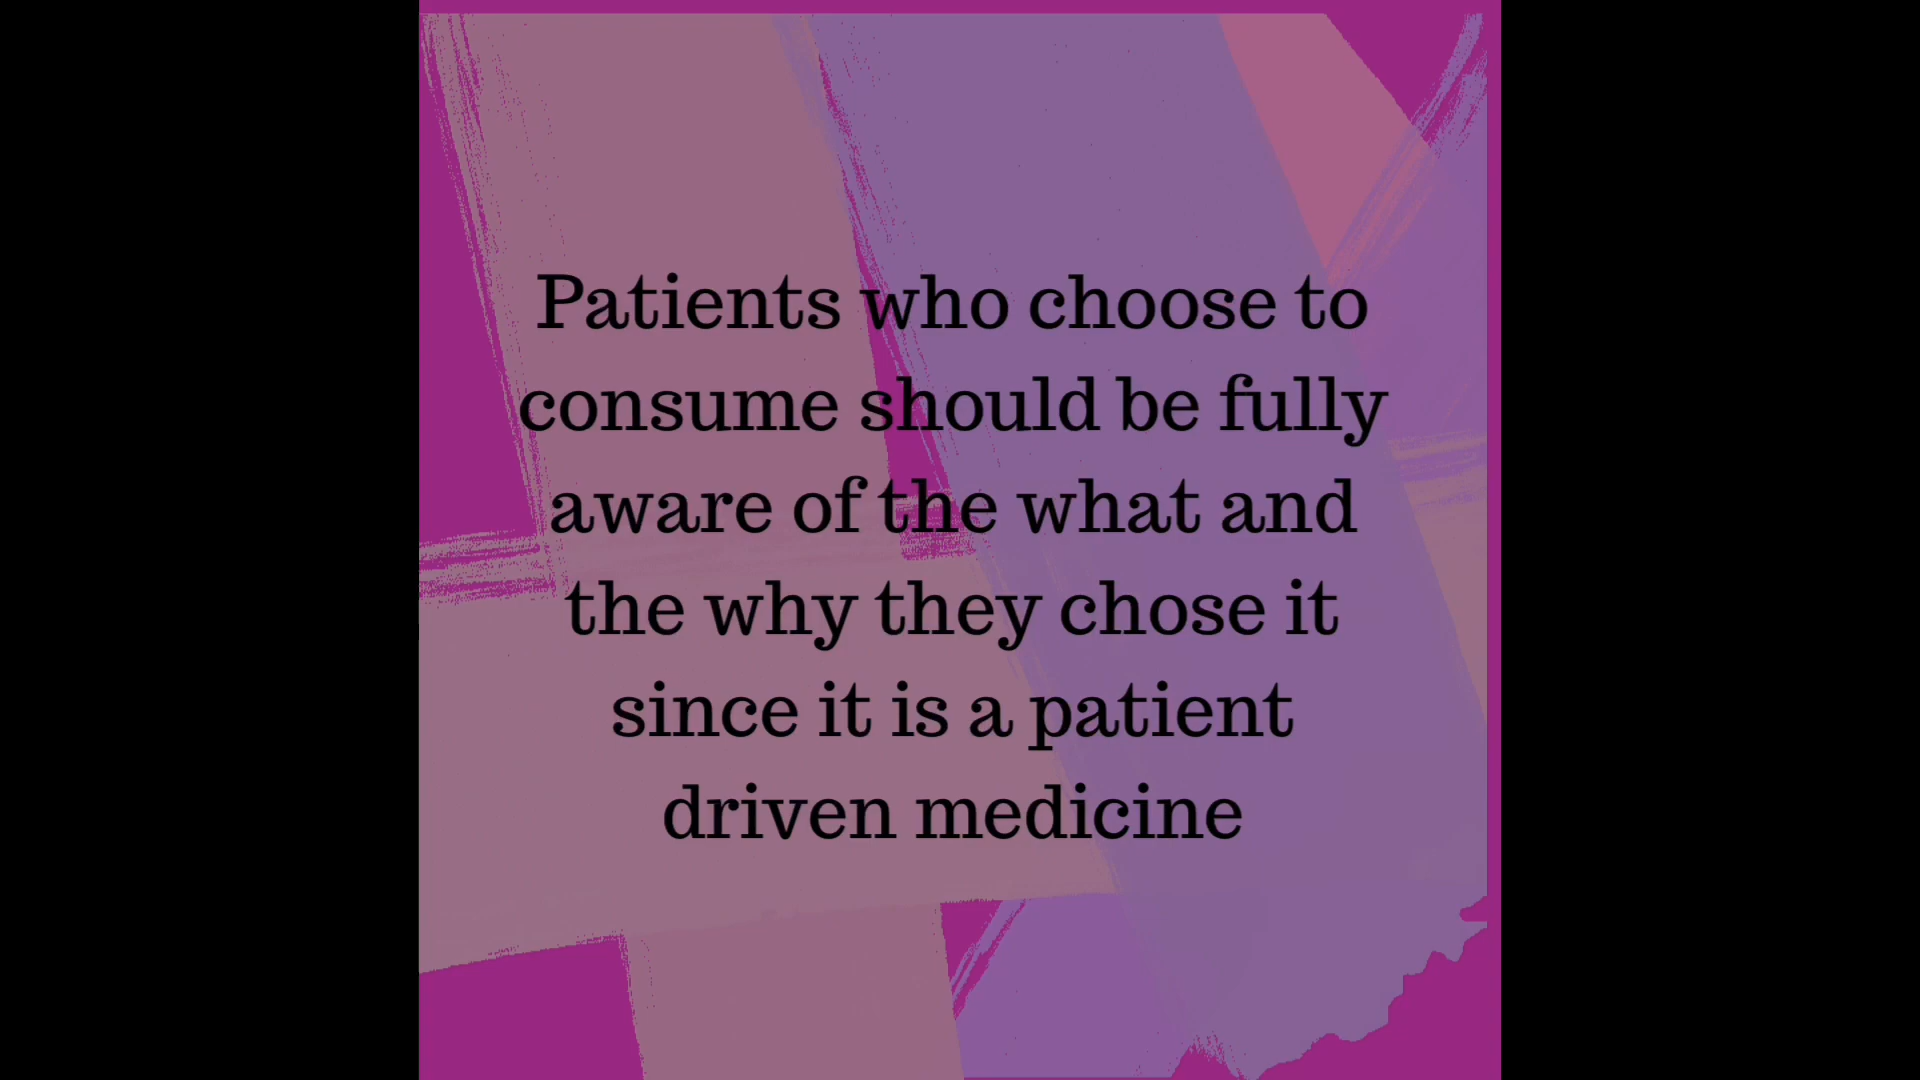 Patients who choose to
consume should be fully
aware of the what and
the why they chose it
since it is a patient
driven medicine